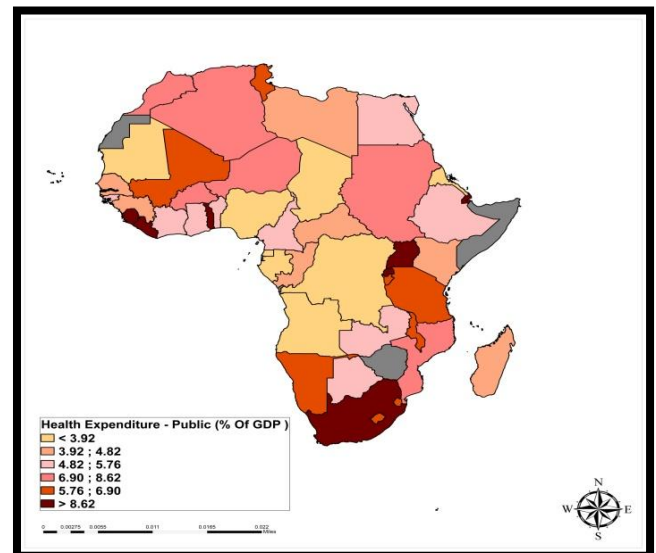 Health Expenditure - Public (% Of GDP )
< 3.92
3.92 ; 4.82
4.82 ; 5.76
6.90 ; 8.62
5.76 ; 6.90
> 8.62
N
W
E
S
0 0.00275 0.0055 0.011 0.0165 0.022
Miles